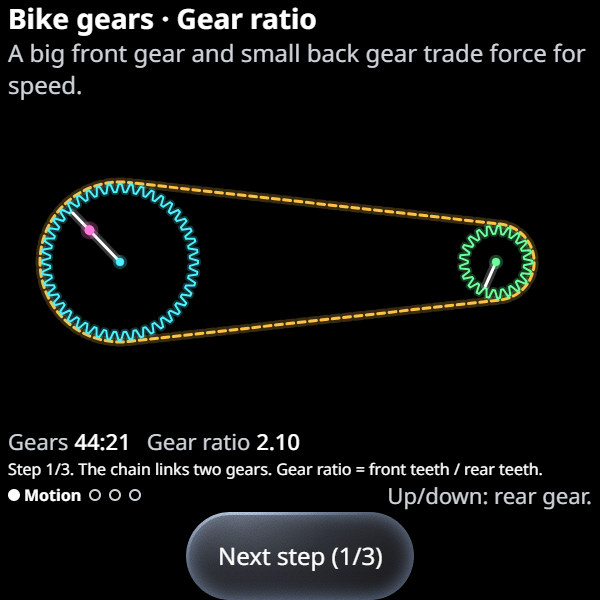 Bike gears · Gear ratio
A big front gear and small back gear trade force for
speed.
Gears 44:21 Gear ratio 2.10
Step 1/3. The chain links two gears. Gear ratio = front teeth / rear teeth.
Motion
Up/down: rear gear.
Next step (1/3)